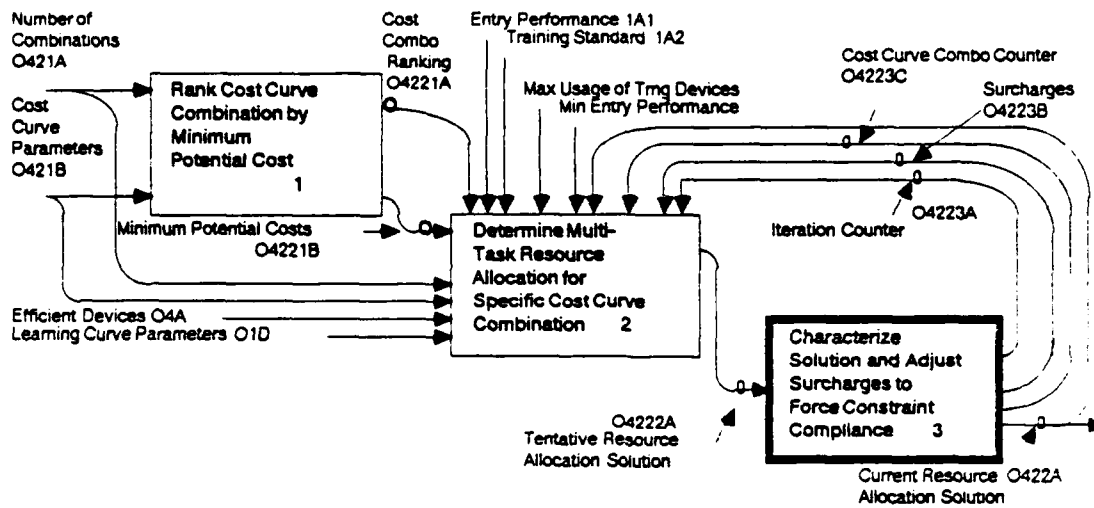 Number of
Combinations
O421A
Cost
Curve
Parameters
O421B
Rank Cost Curve
Combination by
Minimum
Potential Cost
1
Cost
Combo
Ranking
O4221A
Entry Performance 1A1
Training Standard 1A2
Max Usage of Trng Devices
Min Entry Performance
Cost Curve Combo Counter
O4223C
Surcharges
O4223B
O4223A
Iteration Counter
Minimum Potential Costs
O4221B
Determine Multi-
Task Resource
Allocation for
Specific Cost Curve
Combination 2
Efficient Devices O4A
Learning Curve Parameters O1D
Characterize
Solution and Adjust
Surcharges to
Force Constraint
Compliance 3
O4222A
Tentative Resource
Allocation Solution
Current Resource O422A
Allocation Solution